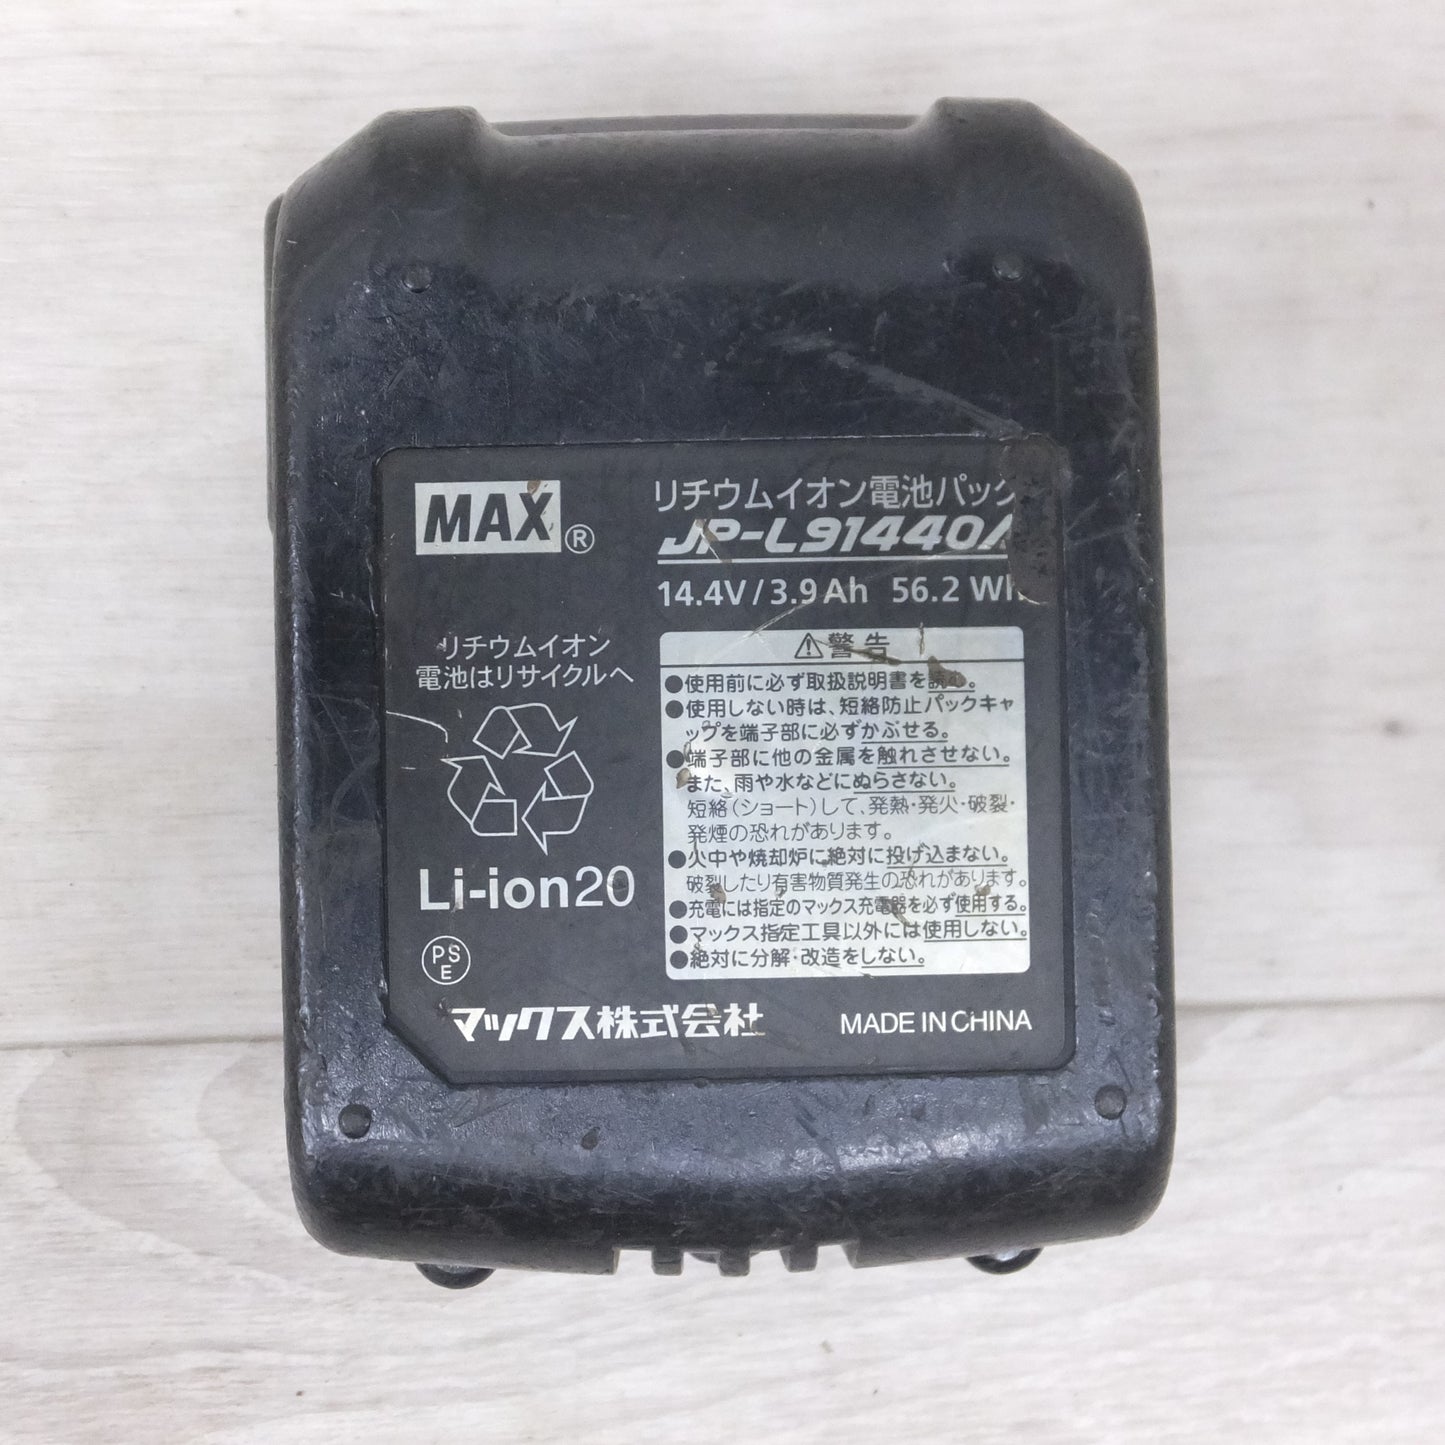 MAX®
リチウムイオン電池パック
JP-L91440A
14.4V / 3.9Ah 56.2 Wh
リチウムイオン
電池はリサイクルへ
Li-ion20
PS
E
⚠警告
●使用前に必ず取扱説明書を読む。
●使用しない時は、短絡防止パックキャ
ップを端子部に必ずかぶせる。
●端子部に他の金属を触れさせない。
また、雨や水などにぬらさない。
短絡(ショート)して、発熱・発火・破裂・
発煙の恐れがあります。
●火中や焼却炉に絶対に投げ込まない。
破裂したり有害物質発生の恐れがあります。
●充電には指定のマックス充電器を必ず使用する。
●マックス指定工具以外には使用しない。
●絶対に分解・改造をしない。
マックス株式会社
MADE IN CHINA